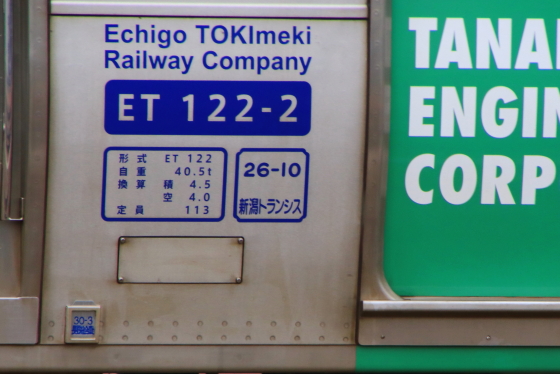 Echigo TOKImeki
Railway Company
ET 122-2
形式 ET 122
自重 40.5t
換算 積 4.5
空 4.0
定員 113
26-10
新潟トランシス
30-3
TANA
ENGIN
CORP